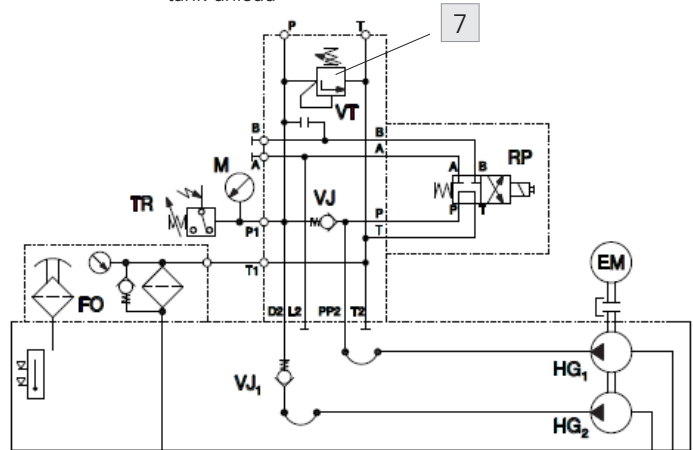 P T
7
VT
B B
A A
A B RP
M
TR VJ
P P T
P1
T
T1
EM
FO
D2 L2 PP2 T2
HG1
VJ1
HG2